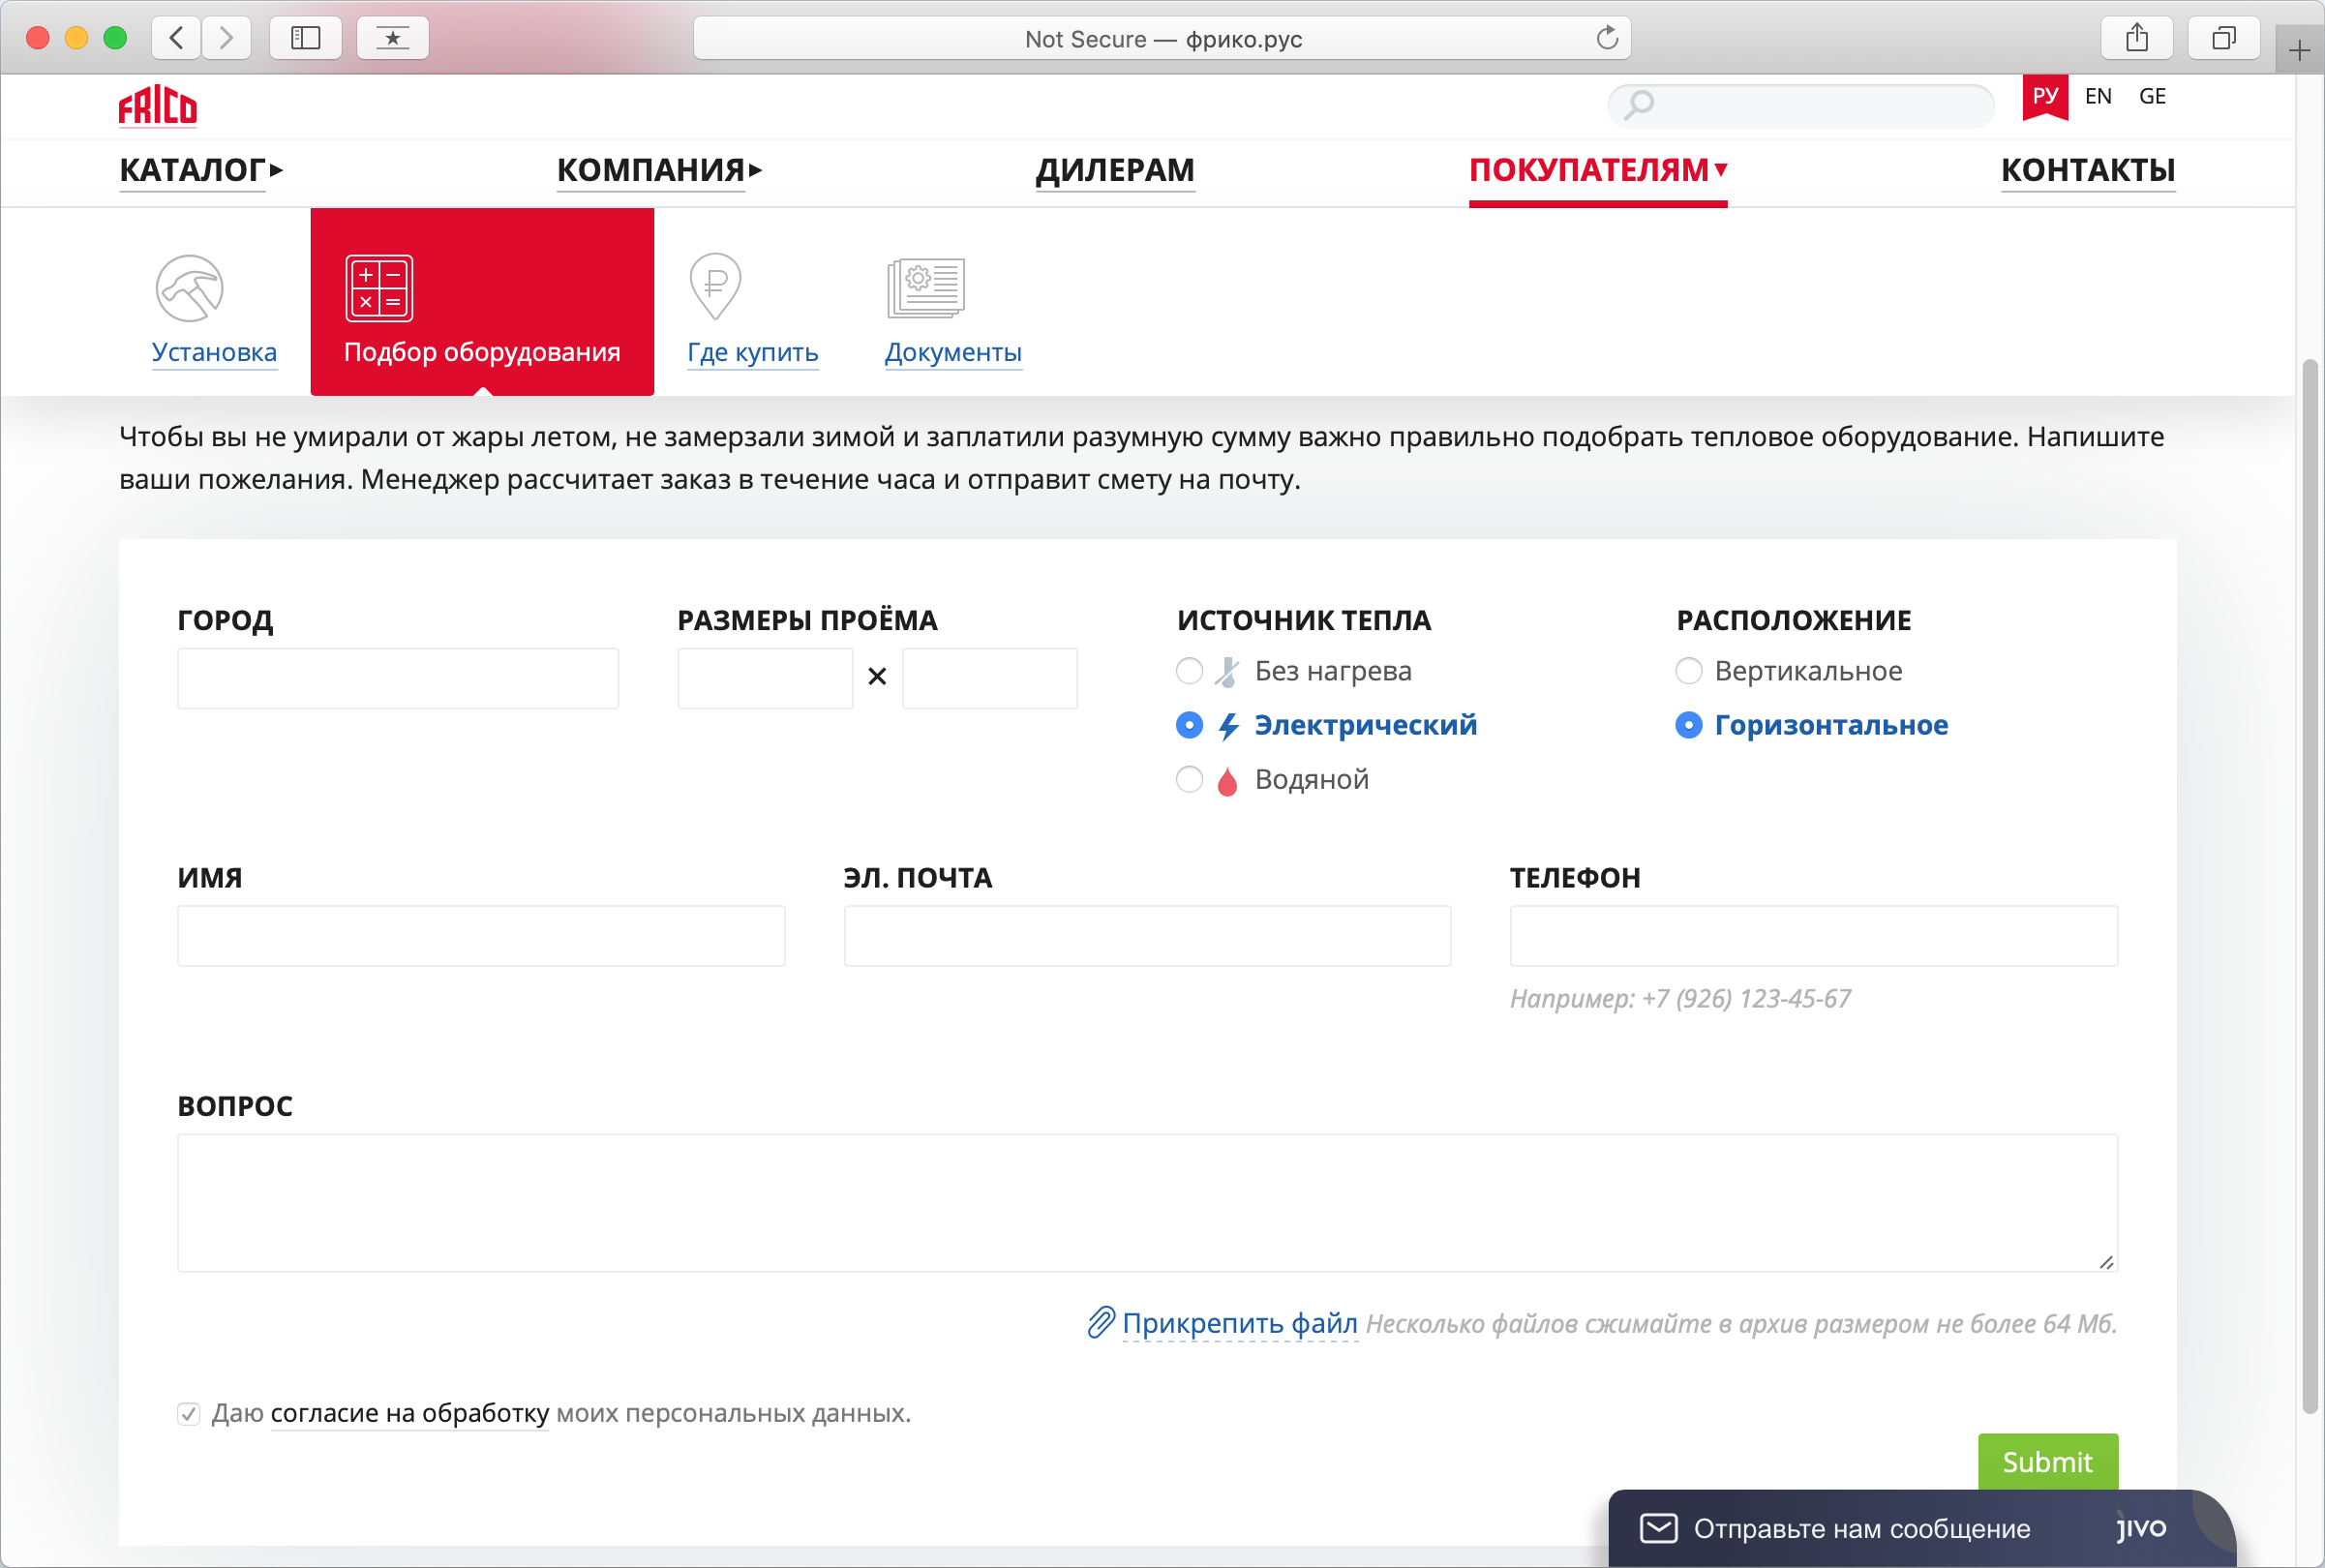 Not Secure — фрико.рус
FRICO
РУ EN GE
КАТАЛОГ▸ КОМПАНИЯ▸ ДИЛЕРАМ ПОКУПАТЕЛЯМ▾ КОНТАКТЫ
Установка Подбор оборудования Где купить Документы
Чтобы вы не умирали от жары летом, не замерзали зимой и заплатили разумную сумму важно правильно подобрать тепловое оборудование. Напишите
ваши пожелания. Менеджер рассчитает заказ в течение часа и отправит смету на почту.
ГОРОД РАЗМЕРЫ ПРОЁМА ИСТОЧНИК ТЕПЛА РАСПОЛОЖЕНИЕ
× Без нагрева Вертикальное
Электрический Горизонтальное
Водяной
ИМЯ ЭЛ. ПОЧТА ТЕЛЕФОН
Например: +7 (926) 123-45-67
ВОПРОС
Прикрепить файл Несколько файлов сжимайте в архив размером не более 64 Мб.
Даю согласие на обработку моих персональных данных.
Submit
Отправьте нам сообщение jivo